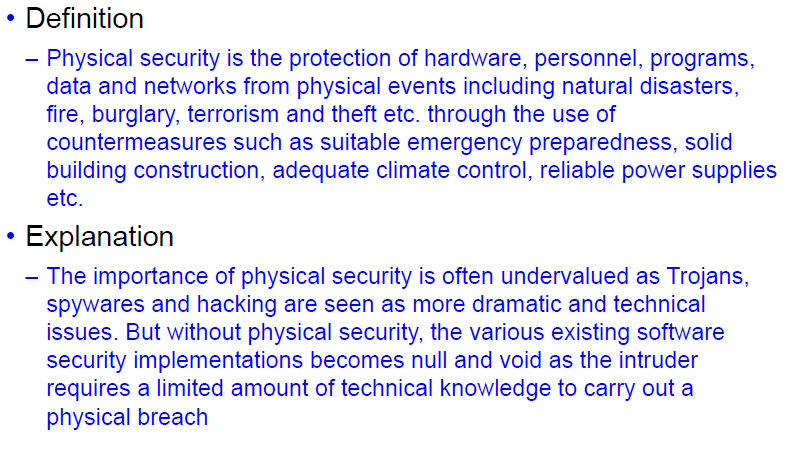 • Definition
– Physical security is the protection of hardware, personnel, programs,
data and networks from physical events including natural disasters,
fire, burglary, terrorism and theft etc. through the use of
countermeasures such as suitable emergency preparedness, solid
building construction, adequate climate control, reliable power supplies
etc.
• Explanation
– The importance of physical security is often undervalued as Trojans,
spywares and hacking are seen as more dramatic and technical
issues. But without physical security, the various existing software
security implementations becomes null and void as the intruder
requires a limited amount of technical knowledge to carry out a
physical breach